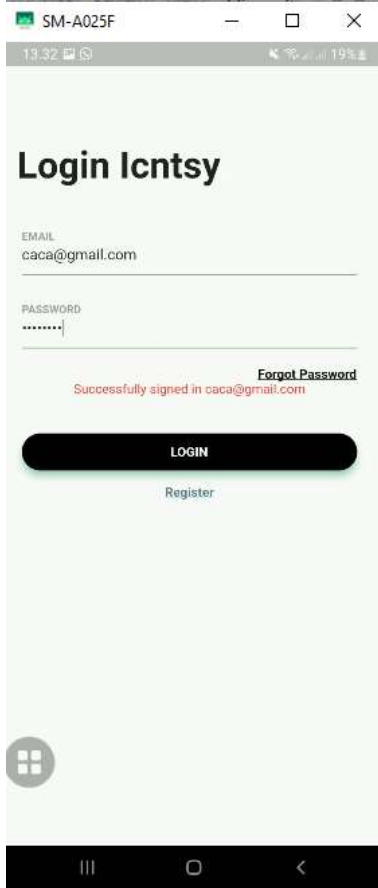 SM-A025F
13.32 19%
Login Icntsy
EMAIL
caca@gmail.com
PASSWORD
••••••••
Forgot Password
Successfully signed in caca@gmail.com
LOGIN
Register